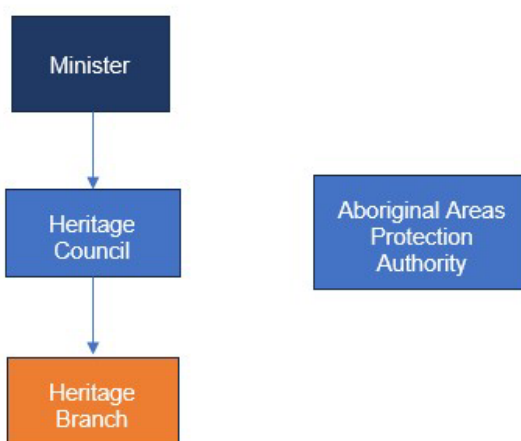 Minister
Heritage
Council
Aboriginal Areas
Protection
Authority
Heritage
Branch